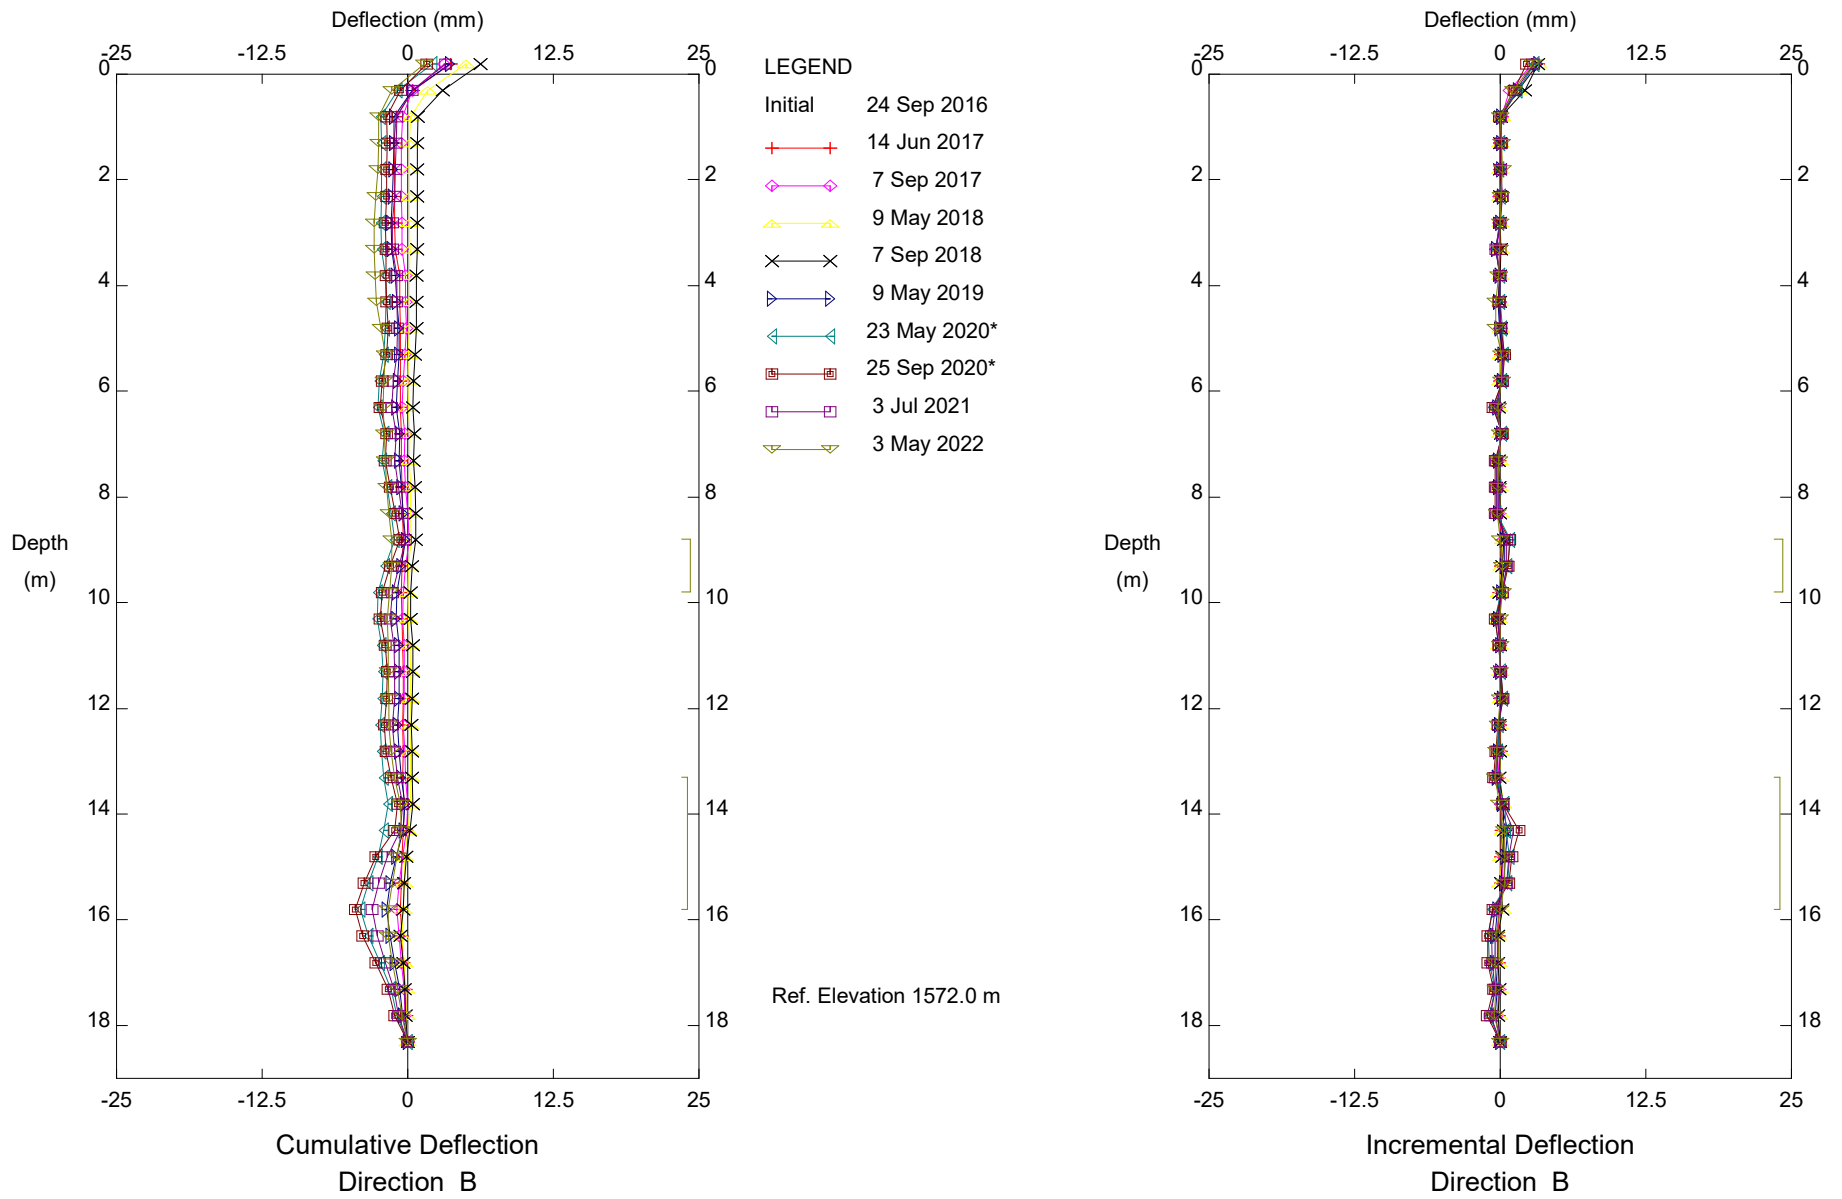 Deflection (mm)
-25 -12.5 0 12.5 25
0 0
2 2
4 4
6 6
8 8
Depth
(m)
10 10
12 12
14 14
16 16
18 18
-25 -12.5 0 12.5 25
Cumulative Deflection
Direction B
LEGEND
Initial 24 Sep 2016
14 Jun 2017
7 Sep 2017
9 May 2018
7 Sep 2018
9 May 2019
23 May 2020*
25 Sep 2020*
3 Jul 2021
3 May 2022
Ref. Elevation 1572.0 m
Deflection (mm)
-25 -12.5 0 12.5 25
0 0
2 2
4 4
6 6
8 8
Depth
(m)
10 10
12 12
14 14
16 16
18 18
-25 -12.5 0 12.5 25
Incremental Deflection
Direction B